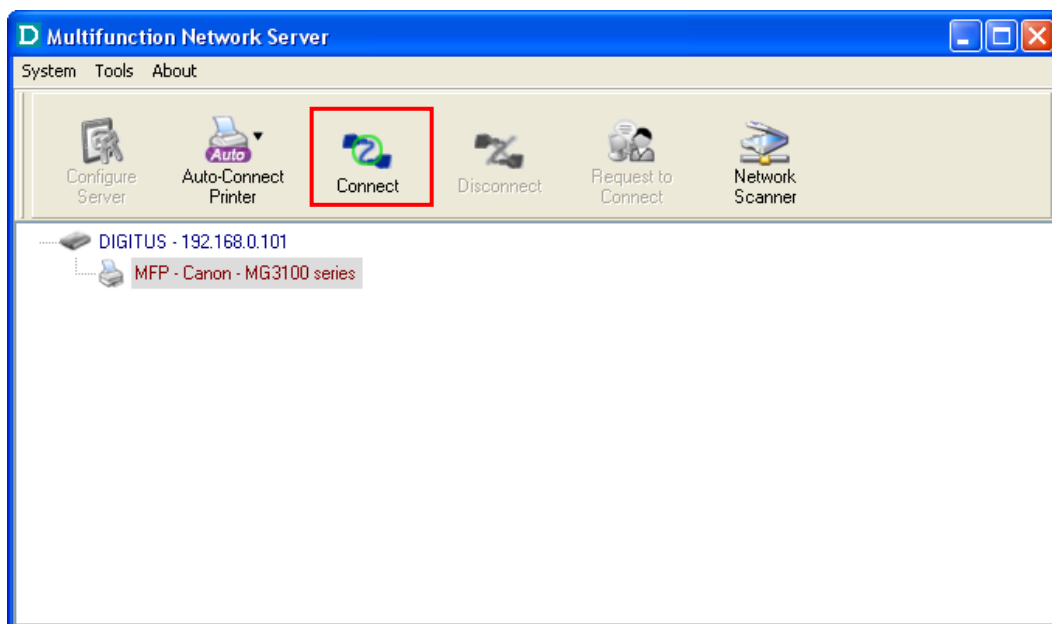 D Multifunction Network Server
System Tools About
Configure Server
Auto
Auto-Connect Printer
Connect
Disconnect
Request to Connect
Network Scanner
DIGITUS - 192.168.0.101
MFP - Canon - MG3100 series